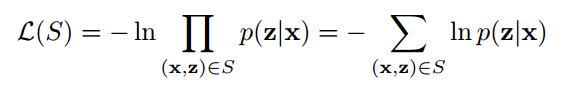 ℒ(S) = − ln ∏_{(𝐱,𝐳)∈S} p(𝐳|𝐱) = − ∑_{(𝐱,𝐳)∈S} ln p(𝐳|𝐱)